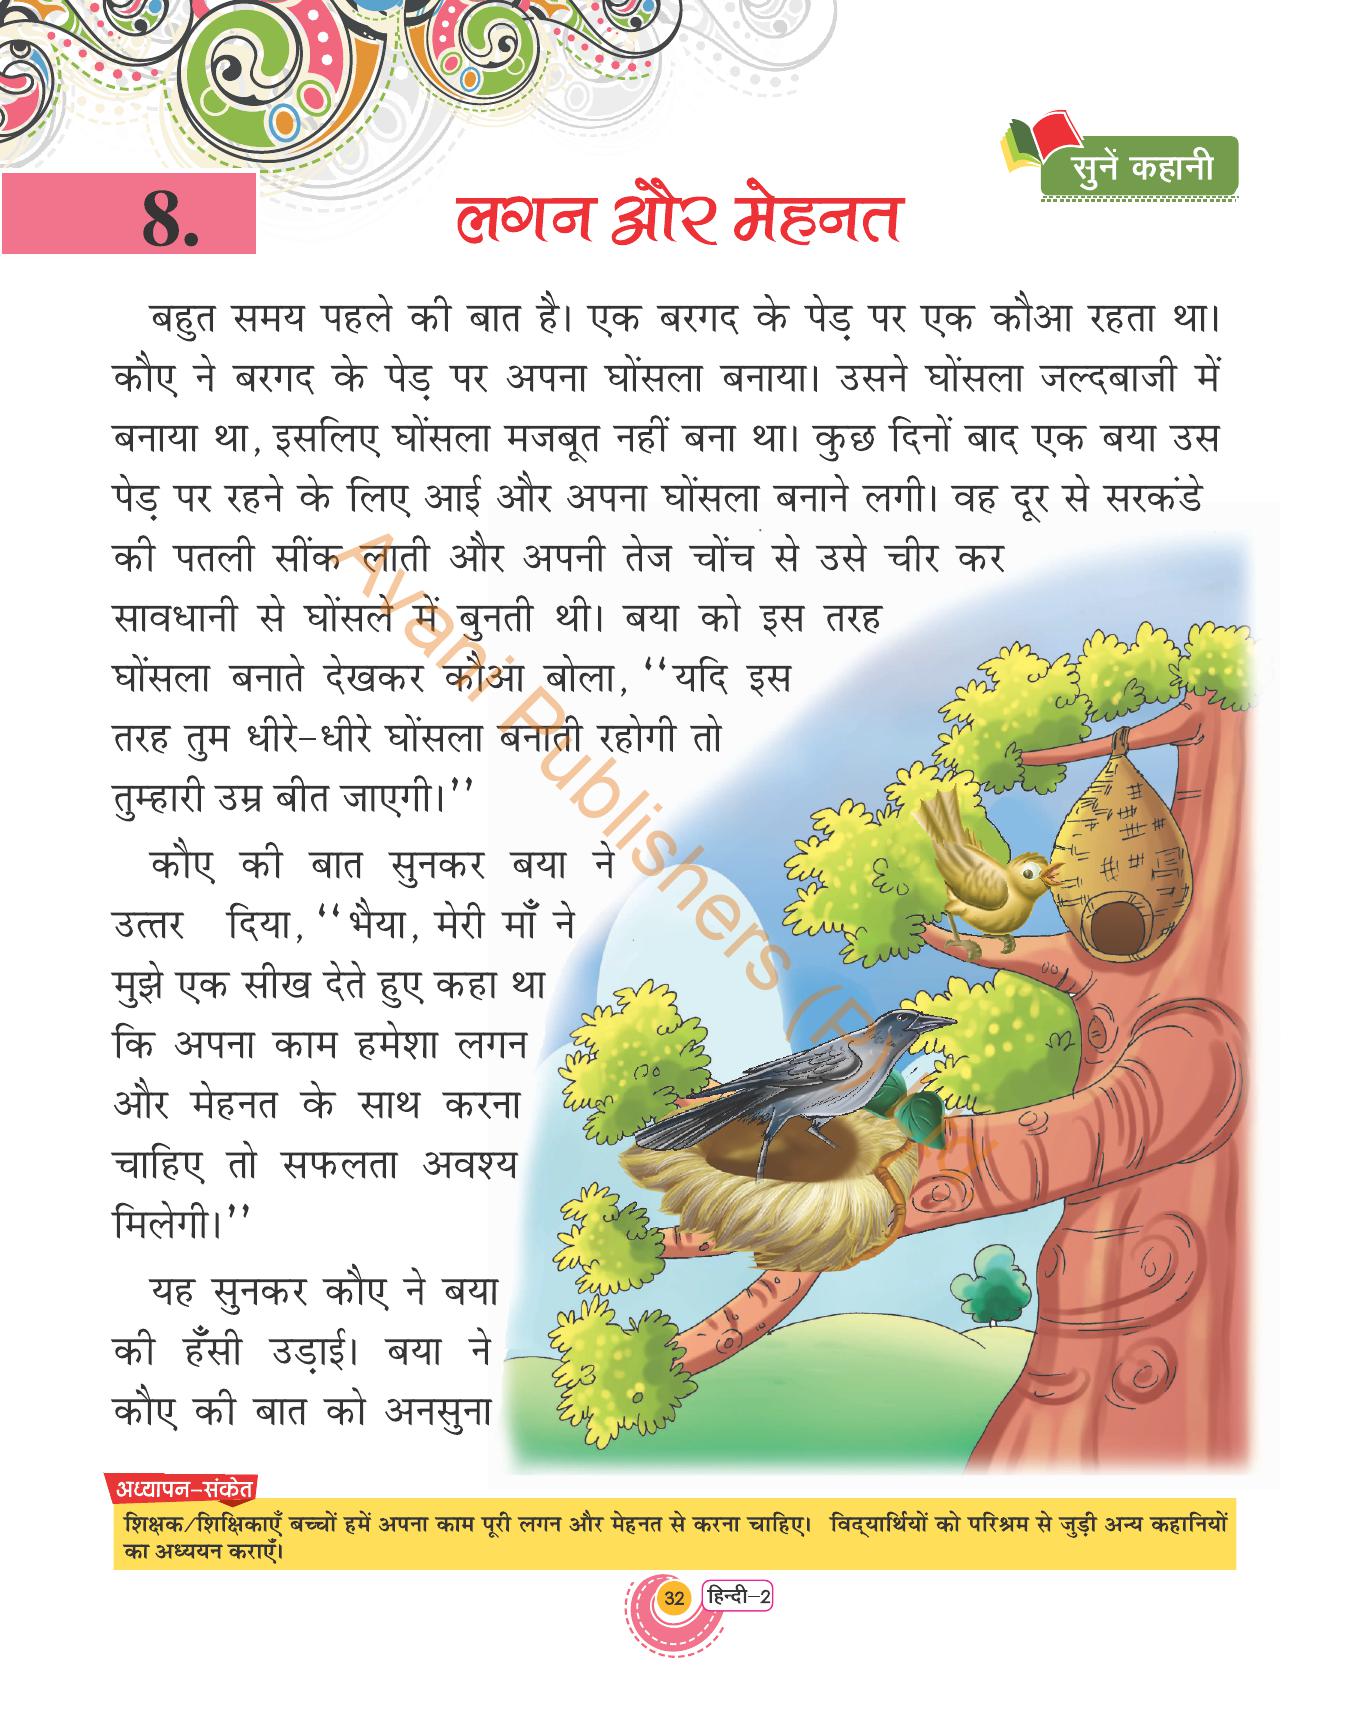 सुनें कहानी
8.
लगन और मेहनत
बहुत समय पहले की बात है। एक बरगद के पेड़ पर एक कौआ रहता था।
कौए ने बरगद के पेड़ पर अपना घोंसला बनाया। उसने घोंसला जल्दबाजी में
बनाया था, इसलिए घोंसला मजबूत नहीं बना था। कुछ दिनों बाद एक बया उस
पेड़ पर रहने के लिए आई और अपना घोंसला बनाने लगी। वह दूर से सरकंडे
की पतली सींक लाती और अपनी तेज चोंच से उसे चीर कर
सावधानी से घोंसले में बुनती थी। बया को इस तरह
घोंसला बनाते देखकर कौआ बोला, “यदि इस
तरह तुम धीरे-धीरे घोंसला बनाती रहोगी तो
तुम्हारी उम्र बीत जाएगी।”
कौए की बात सुनकर बया ने
उत्तर दिया, “भैया, मेरी माँ ने
मुझे एक सीख देते हुए कहा था
कि अपना काम हमेशा लगन
और मेहनत के साथ करना
चाहिए तो सफलता अवश्य
मिलेगी।”
यह सुनकर कौए ने बया
की हँसी उड़ाई। बया ने
कौए की बात को अनसुना
अध्यापन-संकेत
शिक्षक/शिक्षिकाएँ बच्चों हमें अपना काम पूरी लगन और मेहनत से करना चाहिए। विद्यार्थियों को परिश्रम से जुड़ी अन्य कहानियों
का अध्ययन कराएँ।
32 हिन्दी-2
Avani Publishers